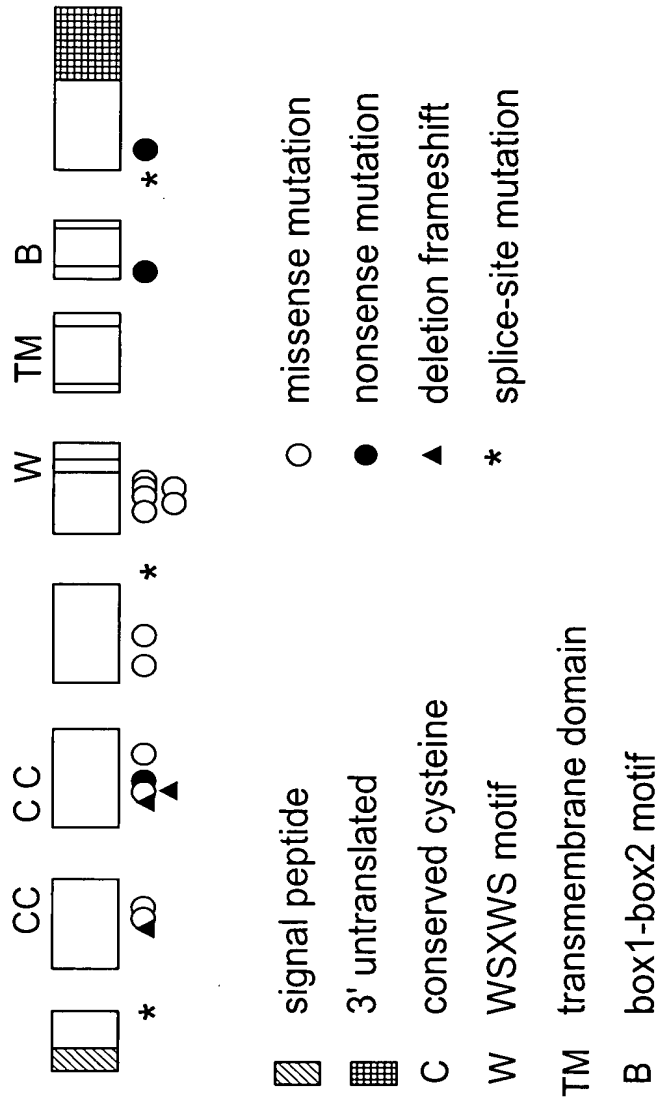 CC C C W TM B
* * *
signal peptide
3' untranslated
C conserved cysteine
W WSXWS motif
TM transmembrane domain
B box1-box2 motif
missense mutation
nonsense mutation
deletion frameshift
* splice-site mutation